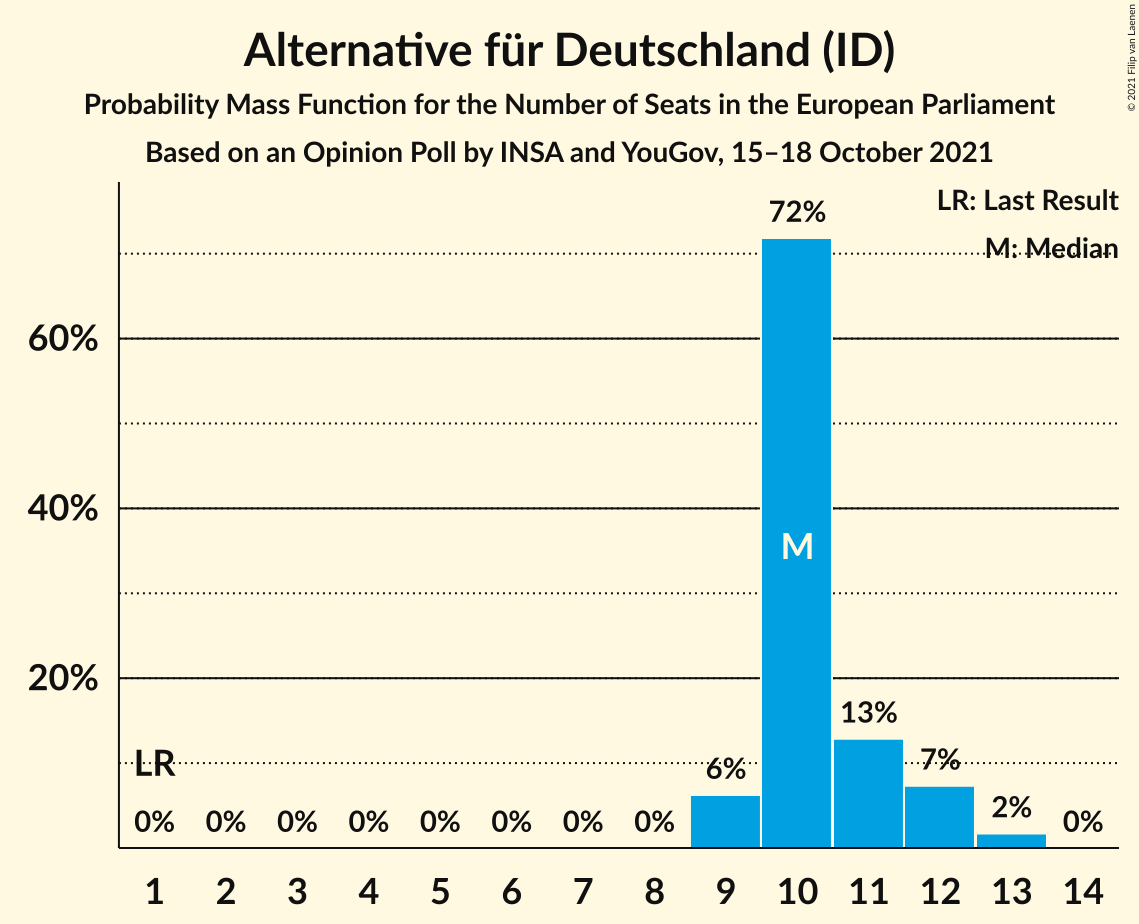 Alternative für Deutschland (ID)
Probability Mass Function for the Number of Seats in the European Parliament
Based on an Opinion Poll by INSA and YouGov, 15–18 October 2021
© 2021 Filip van Laenen
LR: Last Result
M: Median
60%
40%
20%
LR
M
0%
0%
0%
0%
0%
0%
0%
0%
6%
72%
13%
7%
2%
0%
1 2 3 4 5 6 7 8 9 10 11 12 13 14